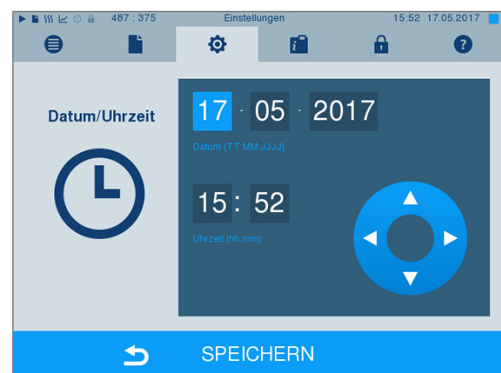 487 : 375 Einstellungen 15:52 17.05.2017
Datum/Uhrzeit
17 . 05 . 2017
Datum (TT:MM:JJJJ)
15 : 52
Uhrzeit (hh:mm)
SPEICHERN